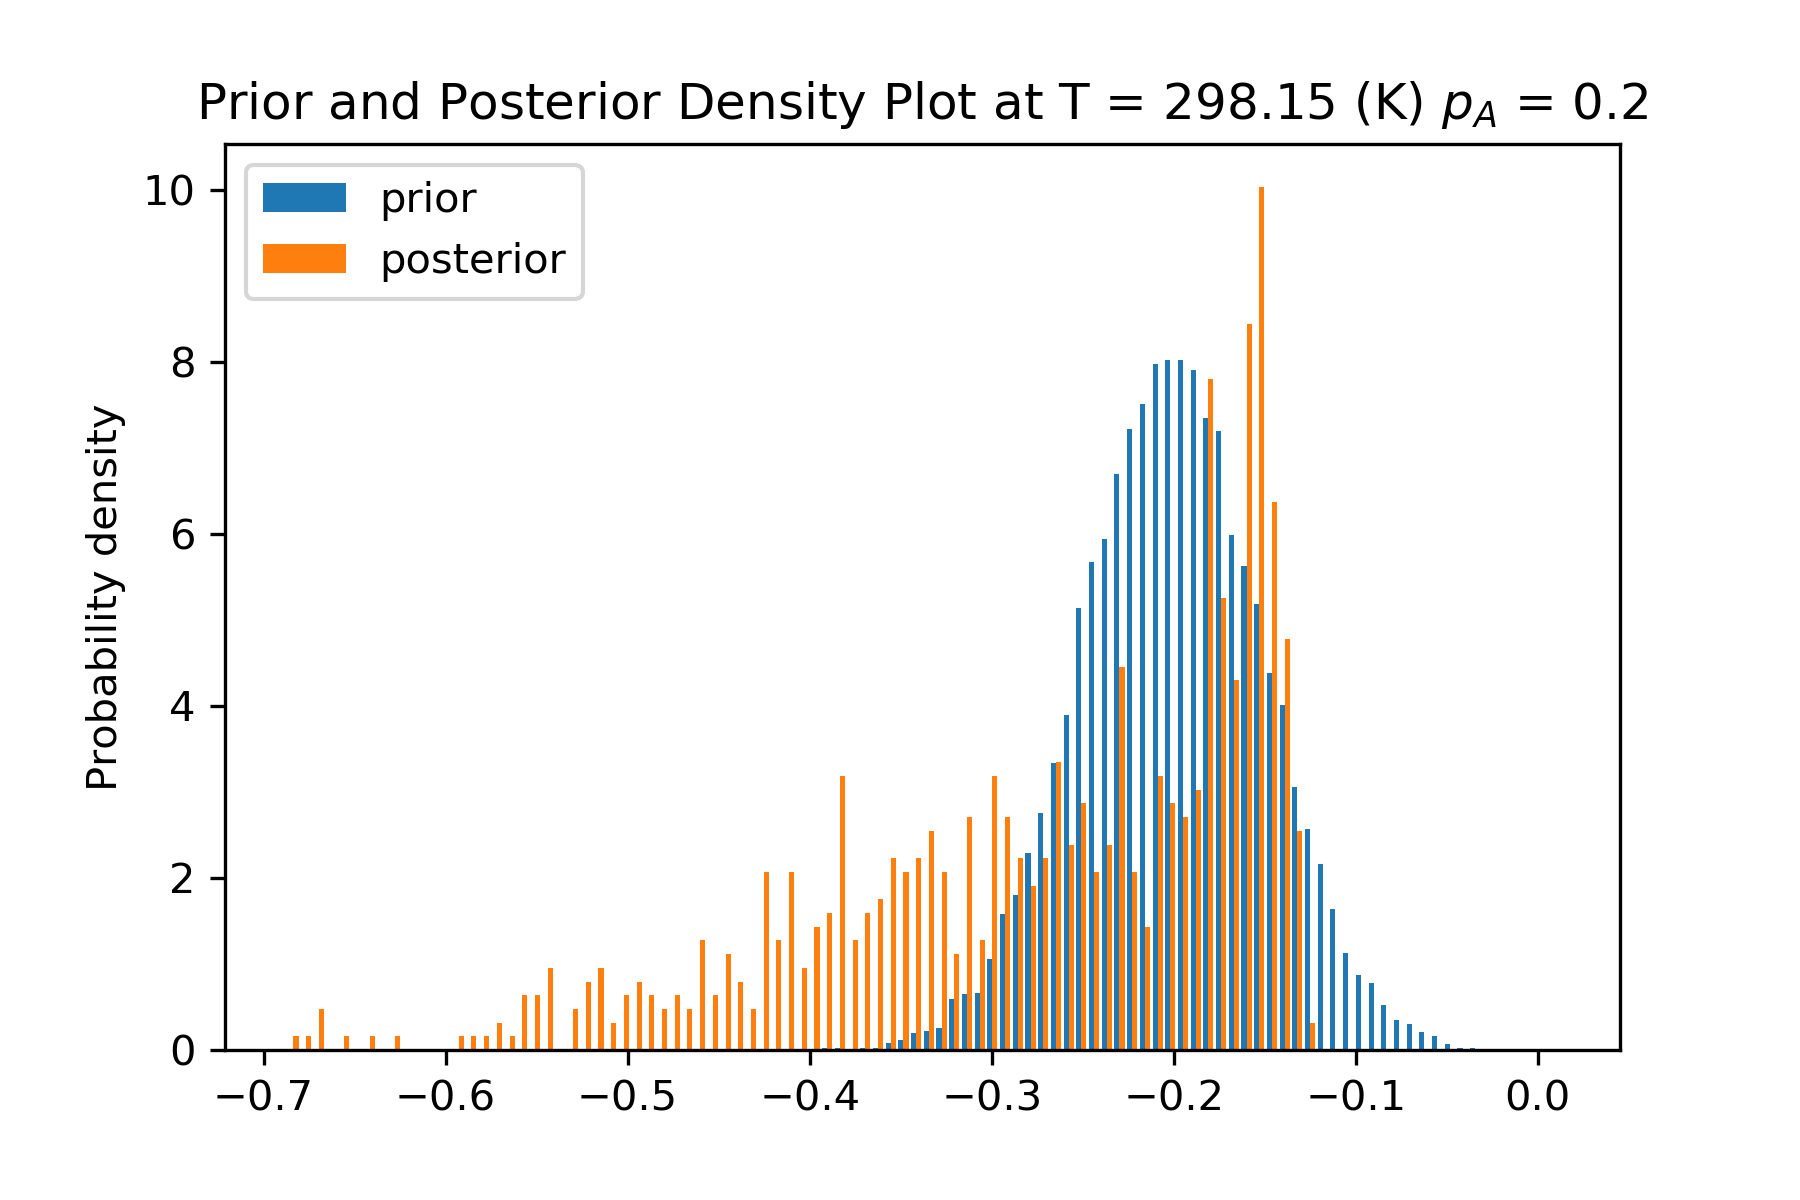 Prior and Posterior Density Plot at T = 298.15 (K) p_A = 0.2
prior
posterior
Probability density
10
8
6
4
2
0
−0.7 −0.6 −0.5 −0.4 −0.3 −0.2 −0.1 0.0